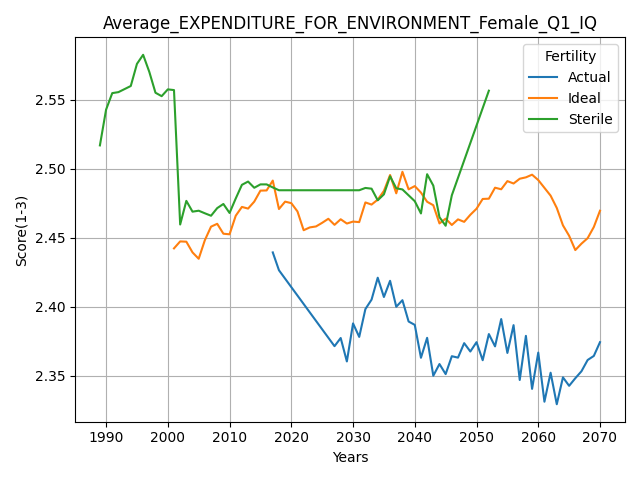 Average_EXPENDITURE_FOR_ENVIRONMENT_Female_Q1_IQ
Fertility
Actual
Ideal
Sterile
Score(1-3)
2.55
2.50
2.45
2.40
2.35
1990 2000 2010 2020 2030 2040 2050 2060 2070
Years